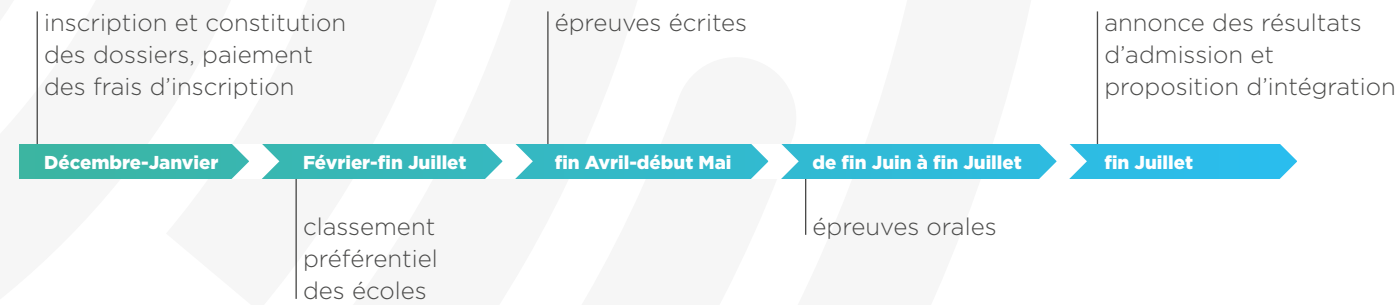 inscription et constitution
des dossiers, paiement
des frais d'inscription
épreuves écrites
annonce des résultats
d'admission et
proposition d'intégration
Décembre-Janvier
Février-fin Juillet
fin Avril-début Mai
de fin Juin à fin Juillet
fin Juillet
classement
préférentiel
des écoles
épreuves orales